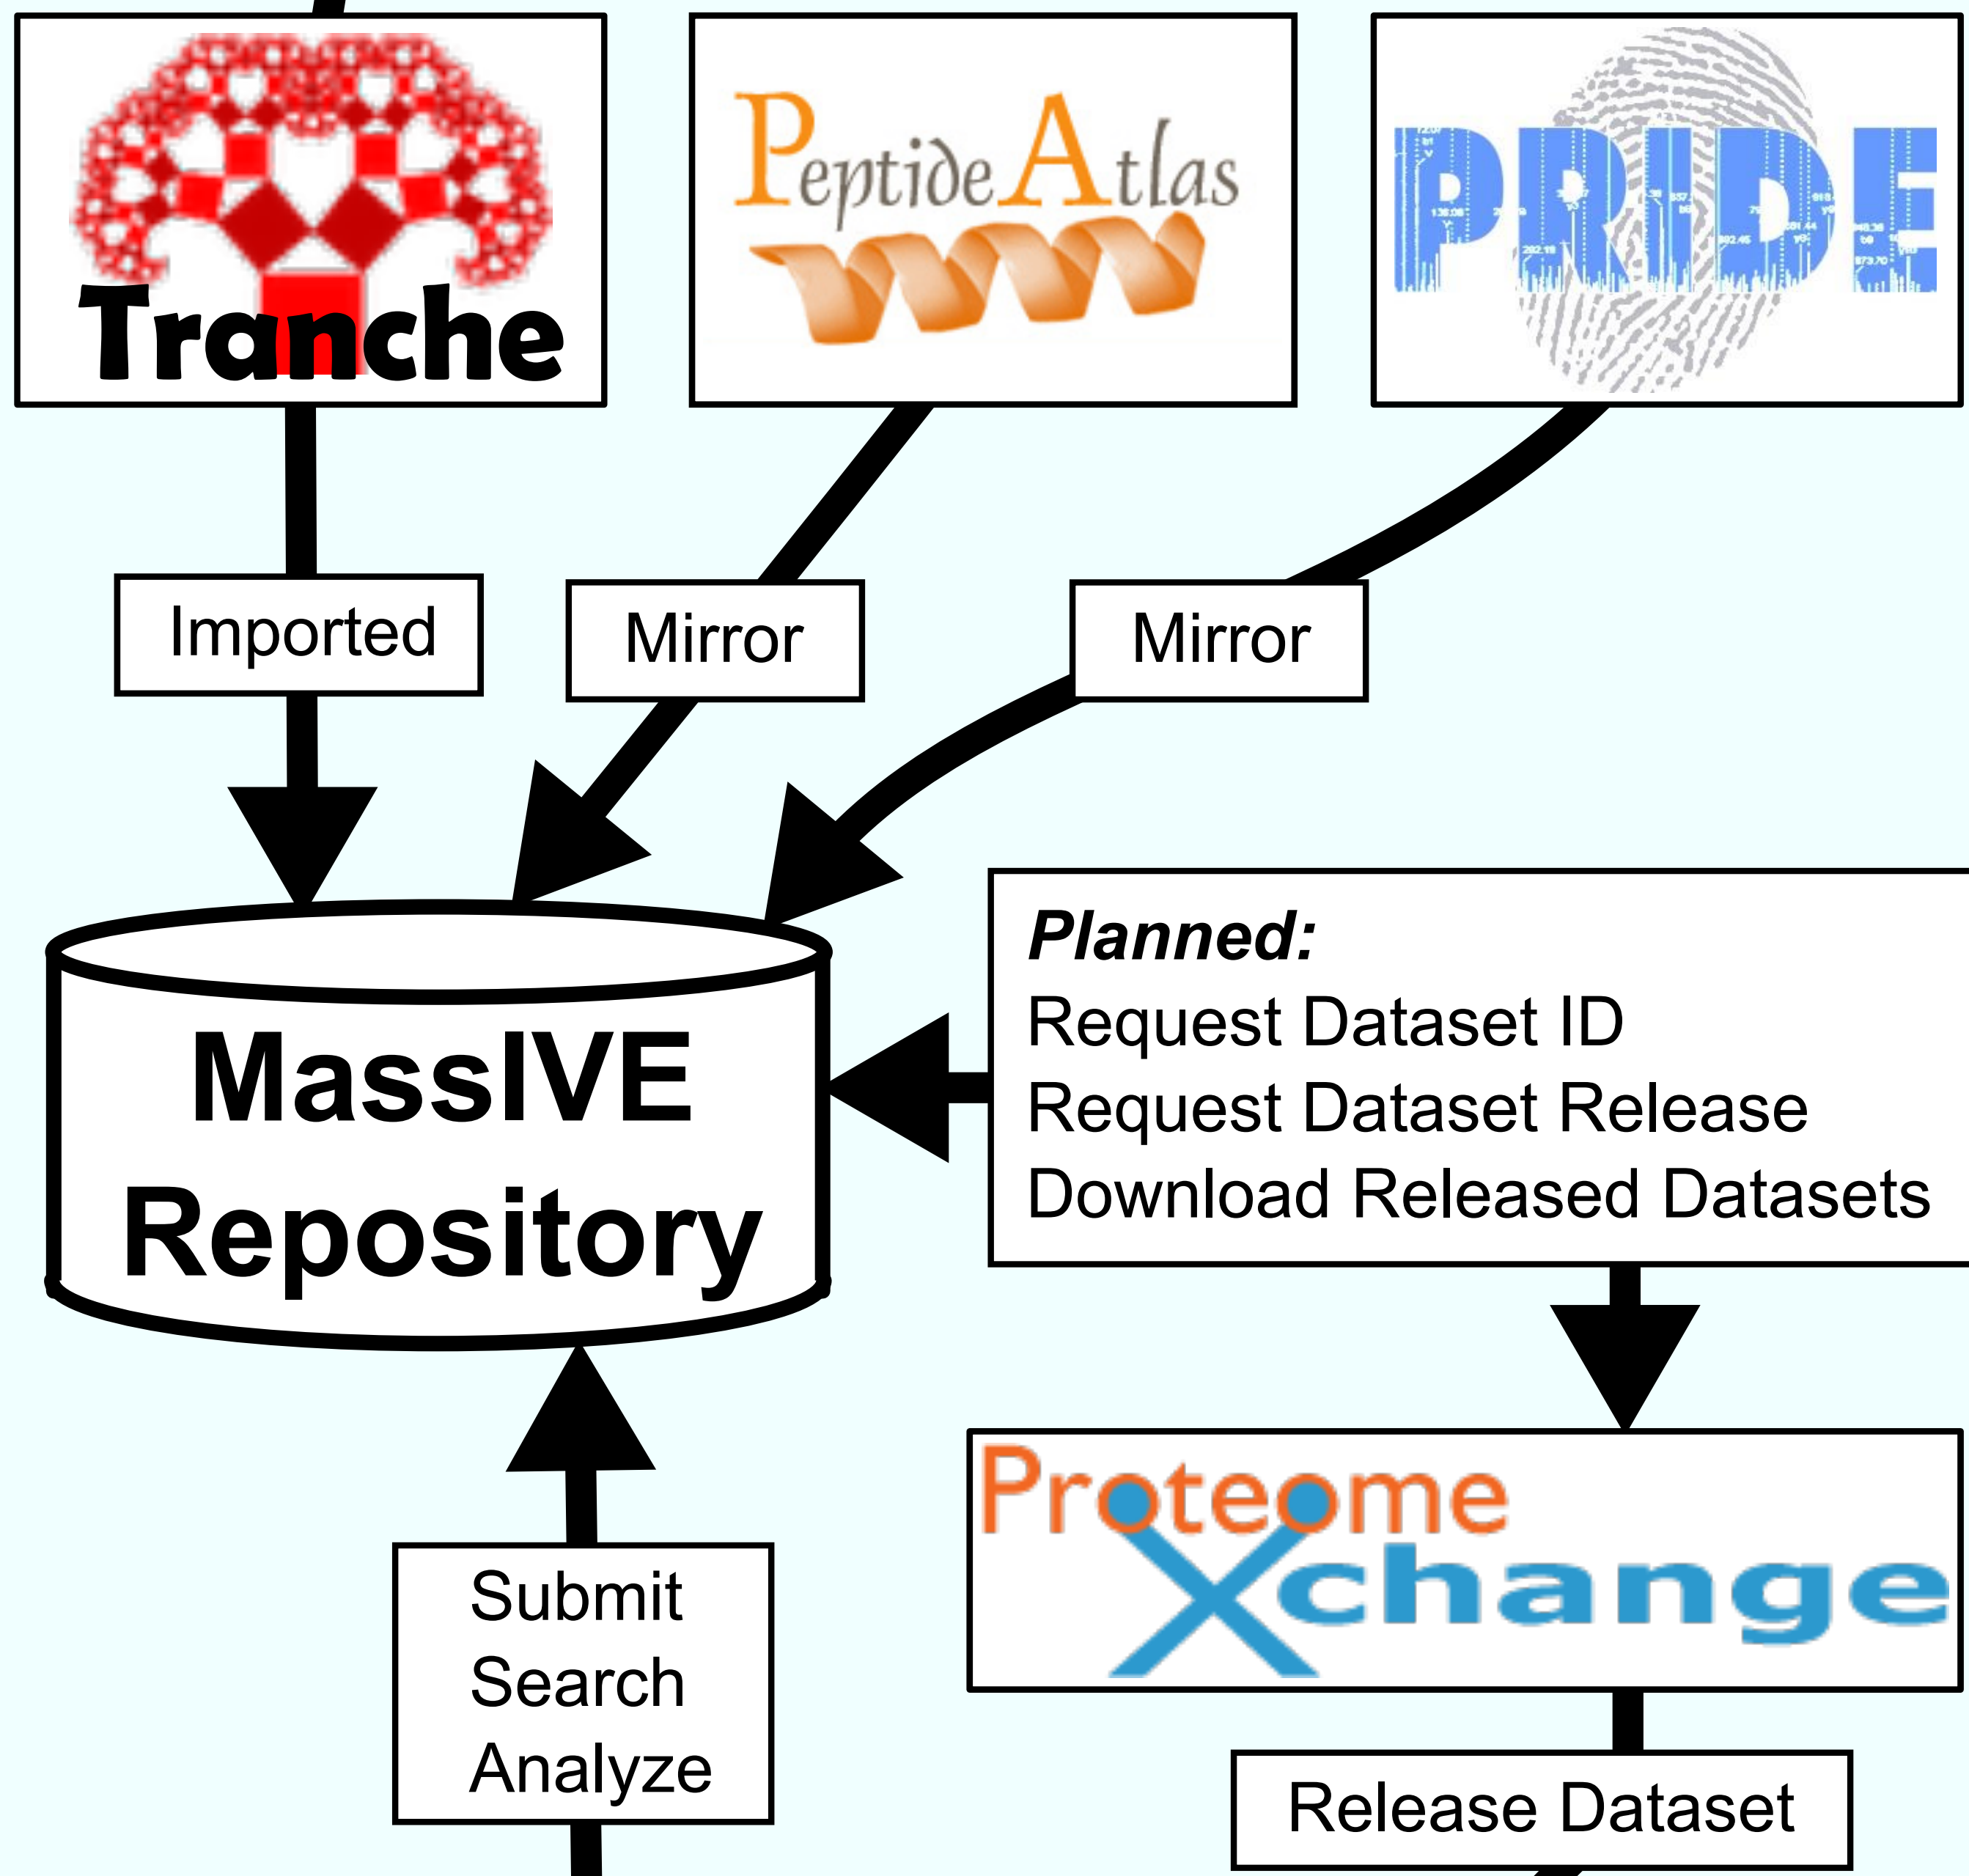 Tranche
PeptideAtlas
PRIDE
Imported
Mirror
Mirror
MassIVE
Repository
Planned:
Request Dataset ID
Request Dataset Release
Download Released Datasets
Proteome
Xchange
Submit
Search
Analyze
Release Dataset